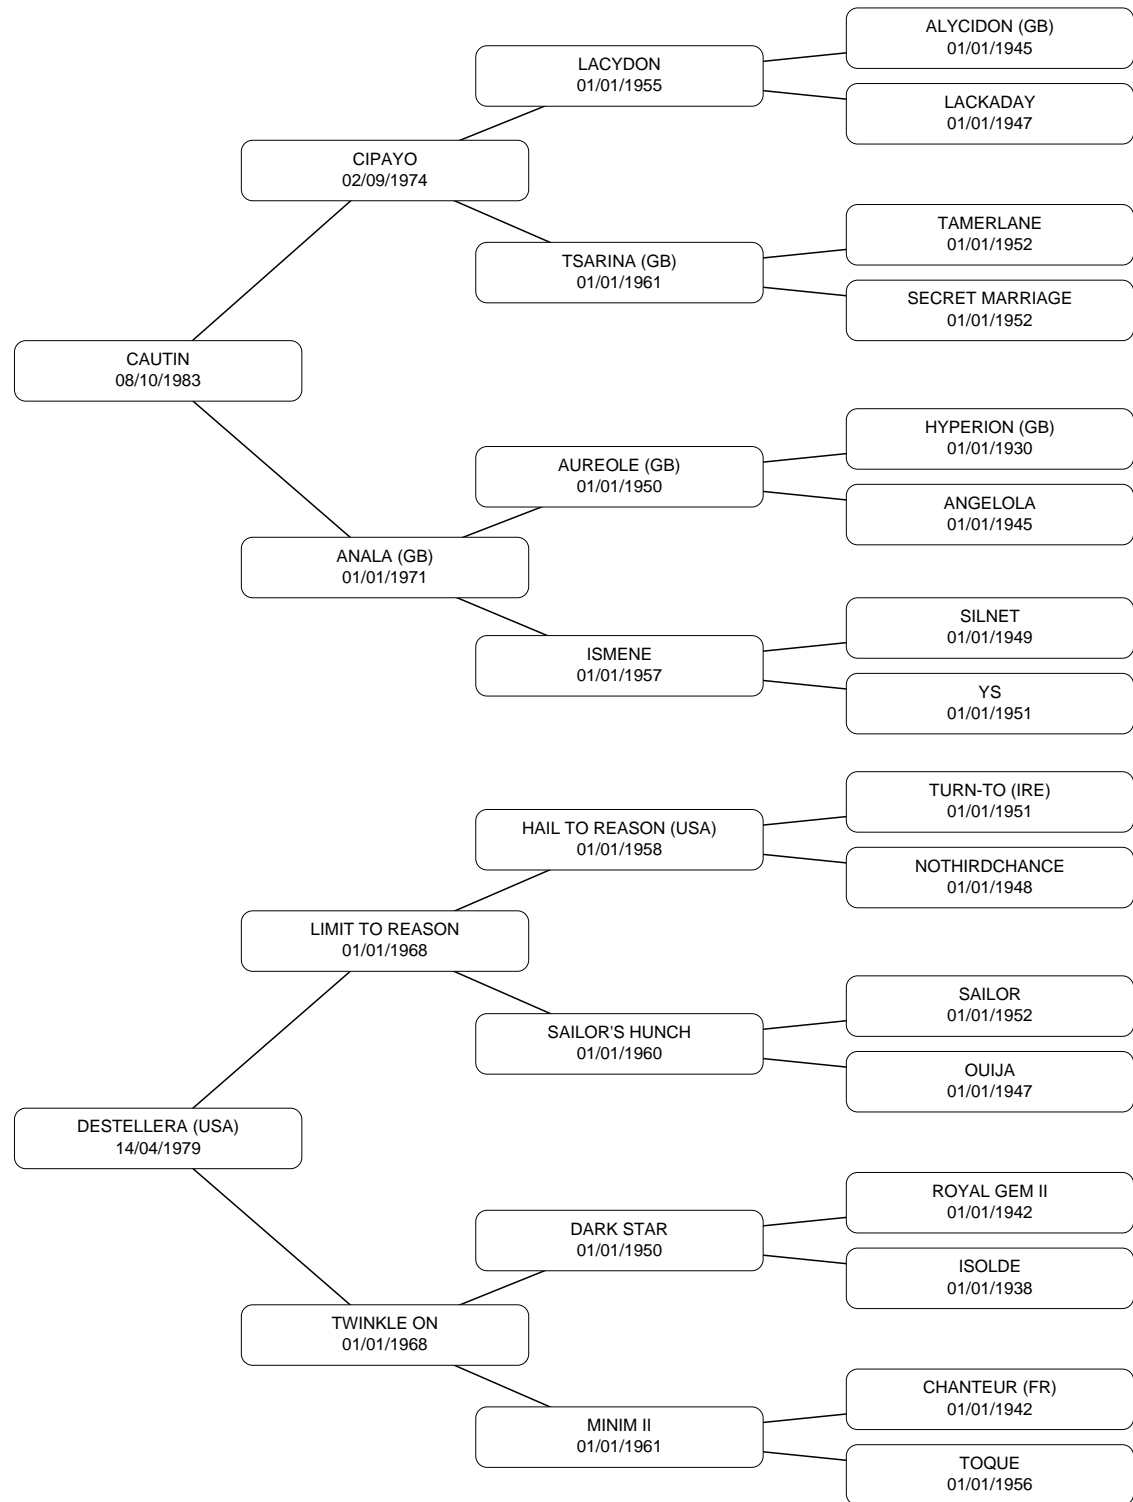 ALYCIDON (GB)
01/01/1945
LACYDON
01/01/1955
LACKADAY
01/01/1947
CIPAYO
02/09/1974
TAMERLANE
01/01/1952
TSARINA (GB)
01/01/1961
SECRET MARRIAGE
01/01/1952
CAUTIN
08/10/1983
HYPERION (GB)
01/01/1930
AUREOLE (GB)
01/01/1950
ANGELOLA
01/01/1945
ANALA (GB)
01/01/1971
SILNET
01/01/1949
ISMENE
01/01/1957
YS
01/01/1951
TURN-TO (IRE)
01/01/1951
HAIL TO REASON (USA)
01/01/1958
NOTHIRDCHANCE
01/01/1948
LIMIT TO REASON
01/01/1968
SAILOR
01/01/1952
SAILOR'S HUNCH
01/01/1960
OUIJA
01/01/1947
DESTELLERA (USA)
14/04/1979
ROYAL GEM II
01/01/1942
DARK STAR
01/01/1950
ISOLDE
01/01/1938
TWINKLE ON
01/01/1968
CHANTEUR (FR)
01/01/1942
MINIM II
01/01/1961
TOQUE
01/01/1956